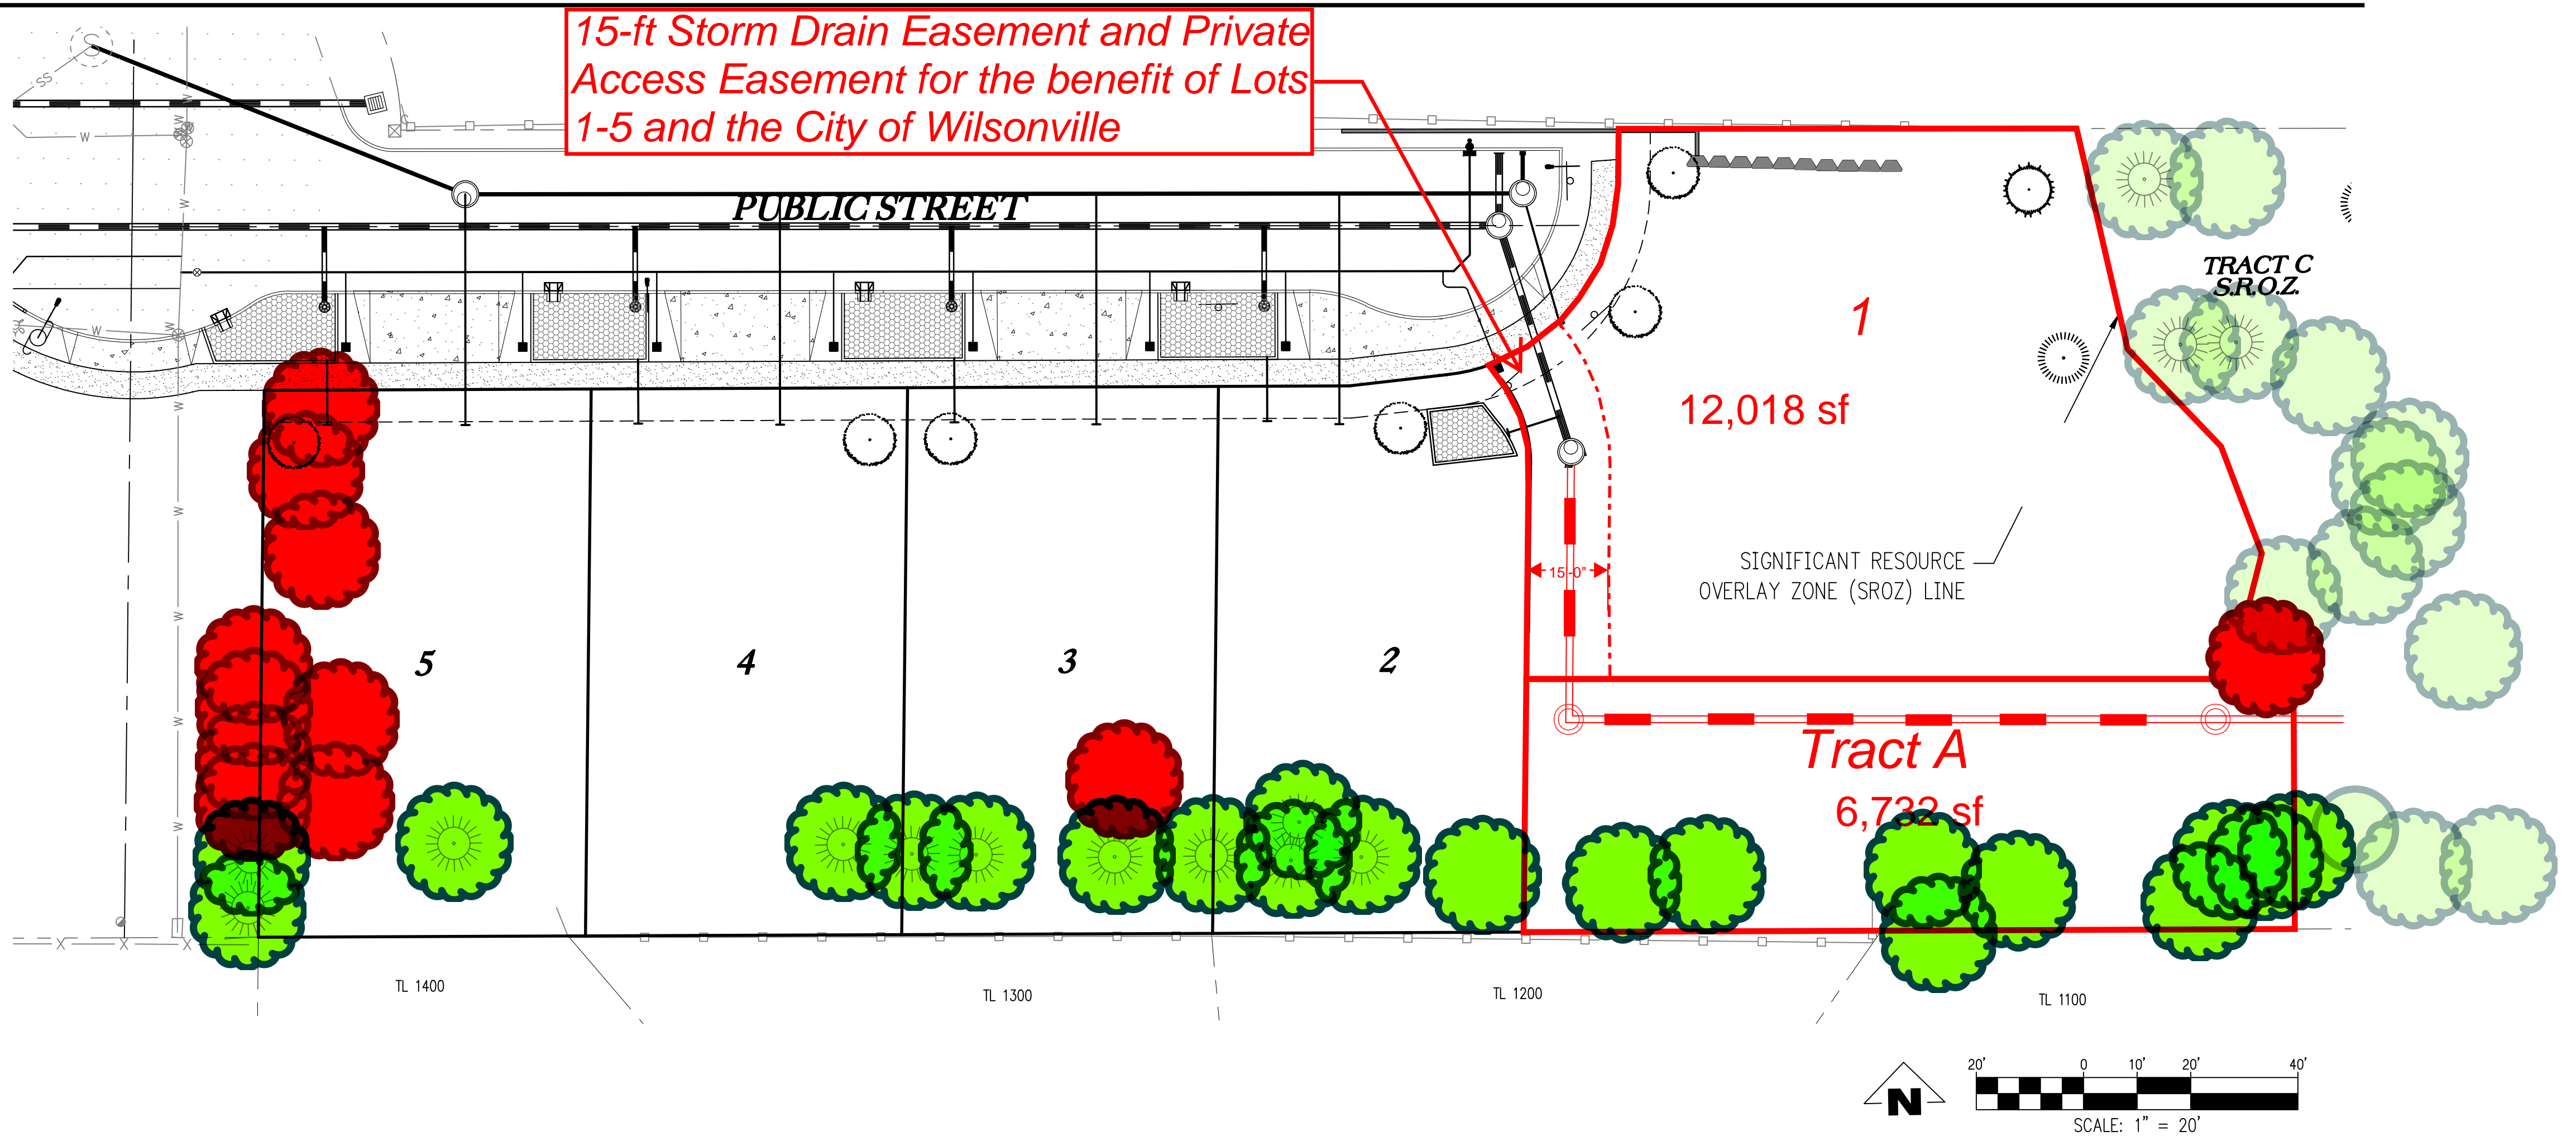 15-ft Storm Drain Easement and Private
Access Easement for the benefit of Lots
1-5 and the City of Wilsonville
S
SS
W
W
W
W
W
PUBLIC STREET
TRACT C
S.R.O.Z.
1
12,018 sf
W
W
W
W
W
W
15'-0"
SIGNIFICANT RESOURCE
OVERLAY ZONE (SROZ) LINE
5
4
3
2
Tract A
6,732 sf
X
X
X
TL 1400
TL 1300
TL 1200
TL 1100
N
20'
0
10'
20'
40'
SCALE: 1" = 20'